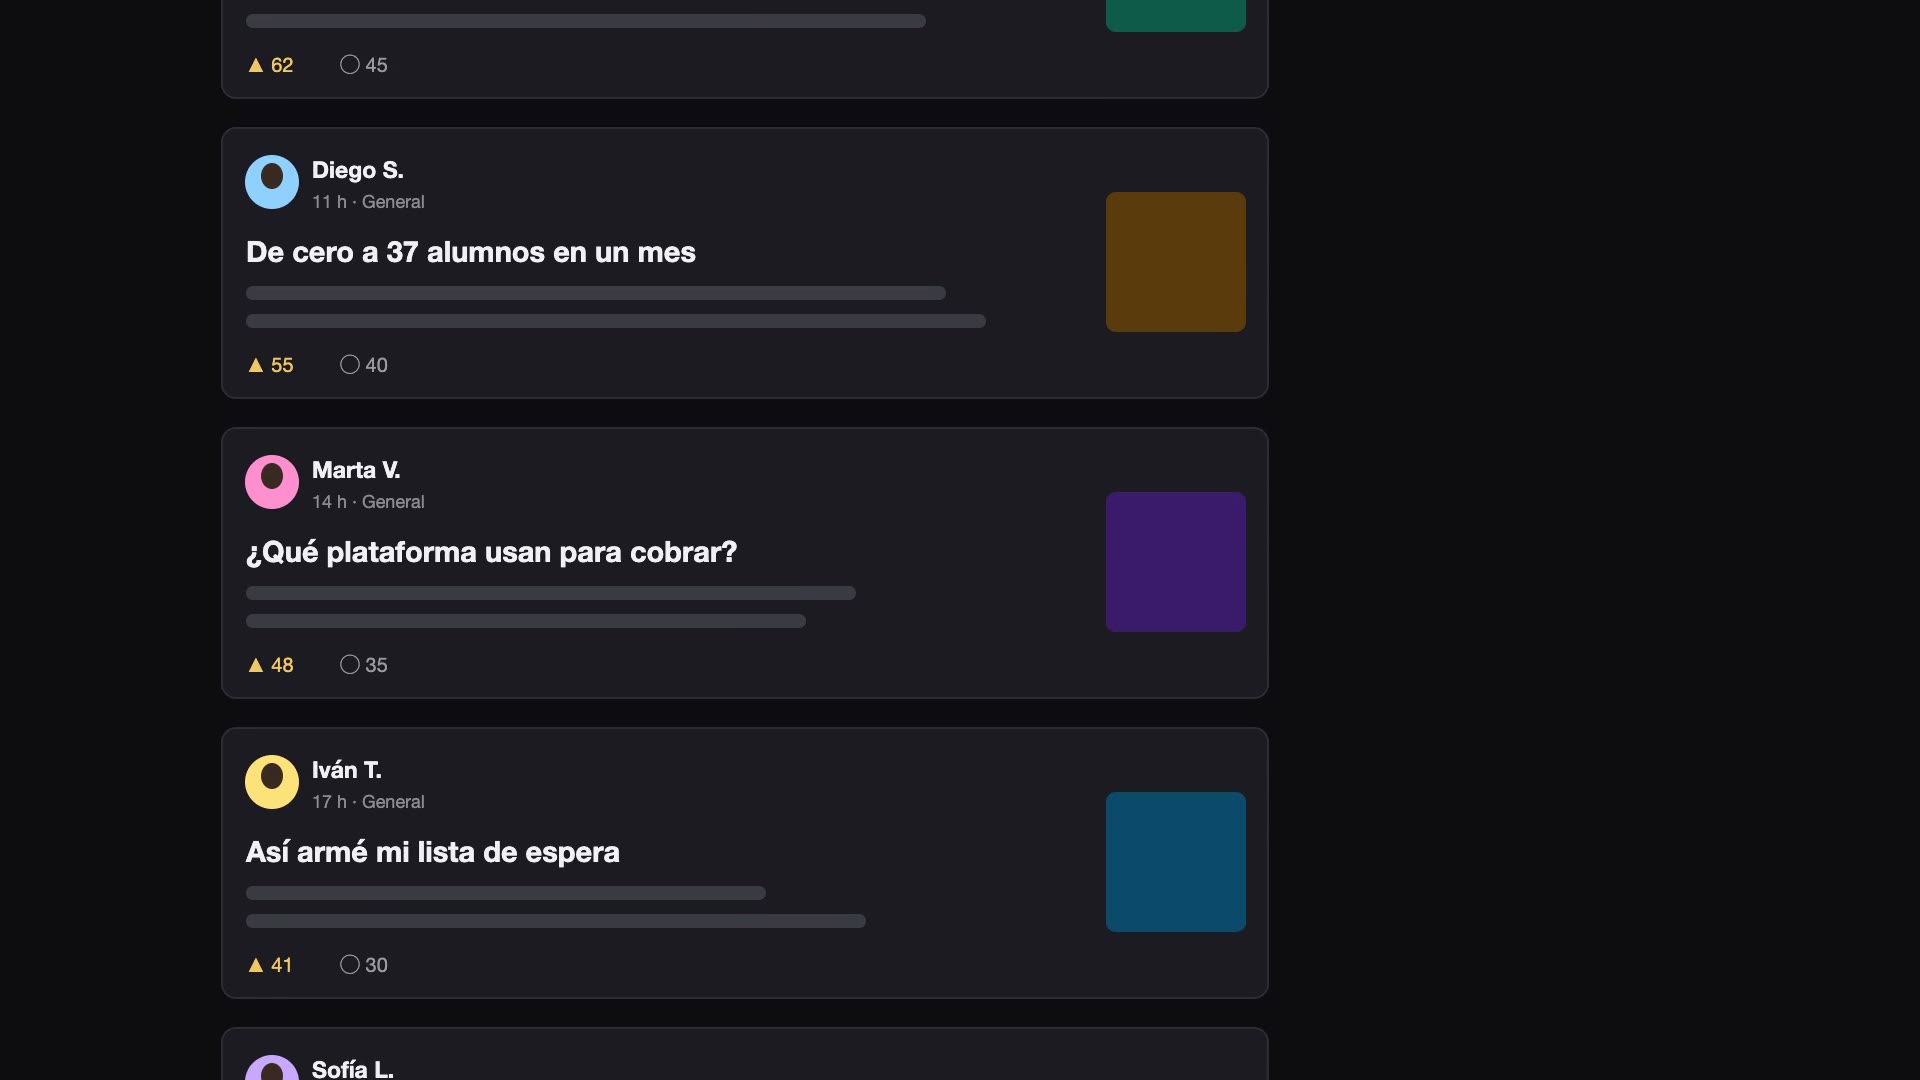 ▲ 62 ◯ 45
Diego S.
11 h · General
De cero a 37 alumnos en un mes
▲ 55 ◯ 40
Marta V.
14 h · General
¿Qué plataforma usan para cobrar?
▲ 48 ◯ 35
Iván T.
17 h · General
Así armé mi lista de espera
▲ 41 ◯ 30
Sofía L.